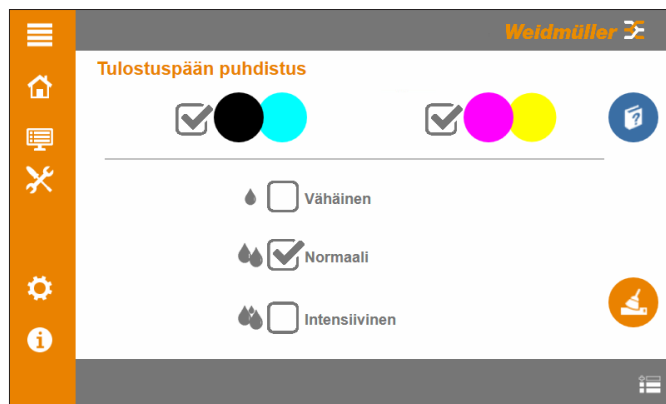 Weidmüller
Tulostuspään puhdistus
Vähäinen
Normaali
Intensiivinen